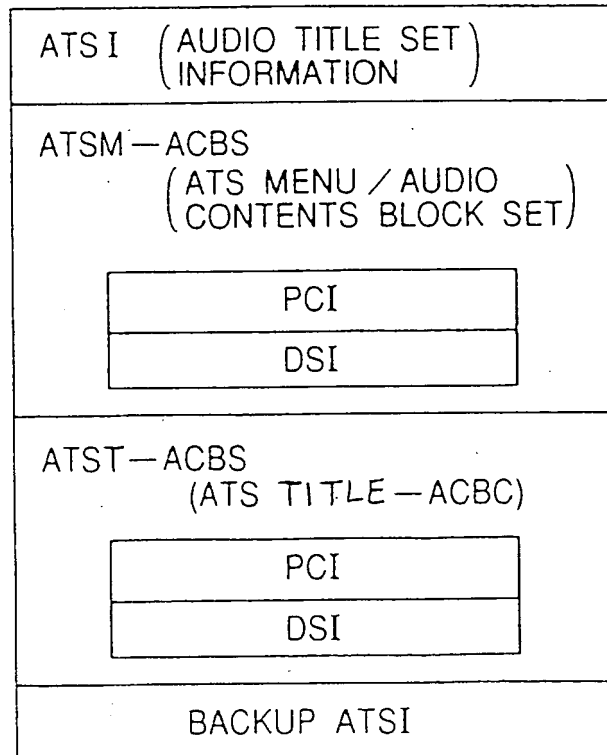 ATSI (AUDIO TITLE SET
INFORMATION)
ATSM—ACBS
(ATS MENU/AUDIO
CONTENTS BLOCK SET)
PCI
DSI
ATST—ACBS
(ATS TITLE—ACBC)
PCI
DSI
BACKUP ATSI